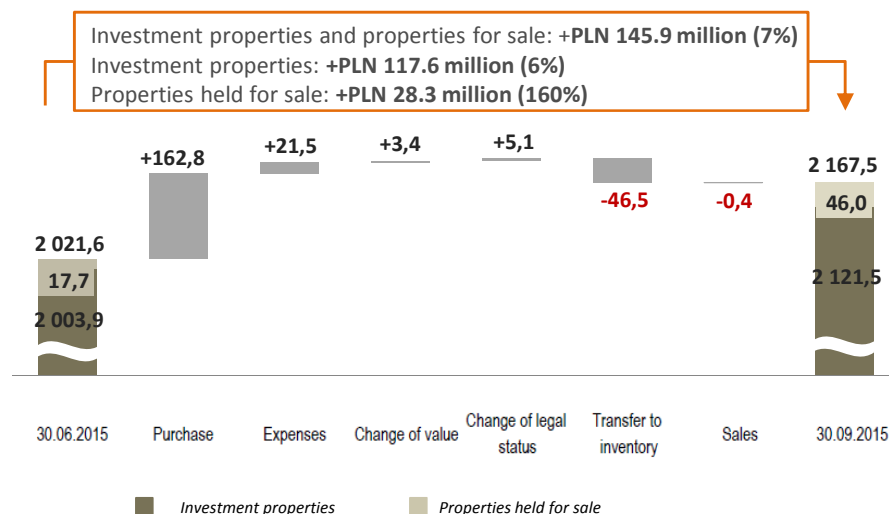 Investment properties and properties for sale: +PLN 145.9 million (7%)
Investment properties: +PLN 117.6 million (6%)
Properties held for sale: +PLN 28.3 million (160%)
+162,8
+21,5
+3,4
+5,1
-46,5
-0,4
2 167,5
46,0
2 121,5
2 021,6
17,7
2 003,9
30.06.2015
Purchase
Expenses
Change of value
Change of legal
status
Transfer to
inventory
Sales
30.09.2015
Investment properties
Properties held for sale